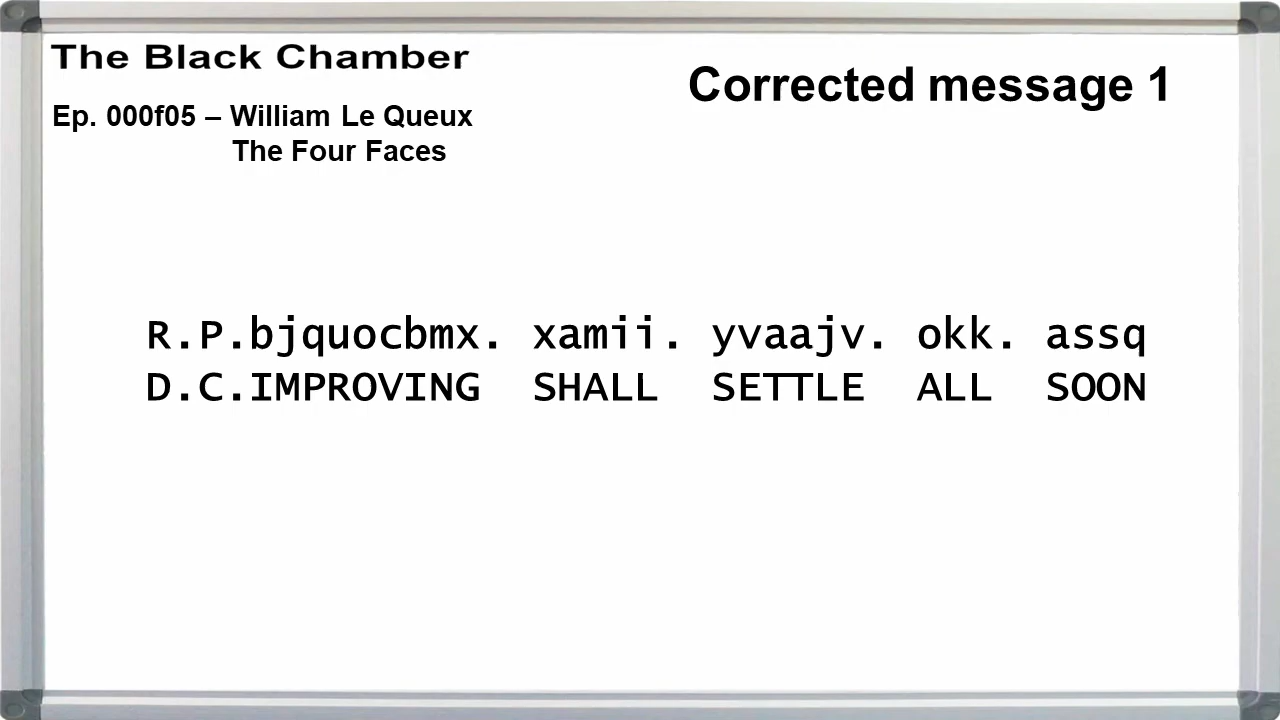 The Black Chamber
Corrected message 1
Ep. 000f05 – William Le Queux
The Four Faces
R.P.bjquocbmx. xamii. yvaajv. okk. assq
D.C.IMPROVING SHALL SETTLE ALL SOON